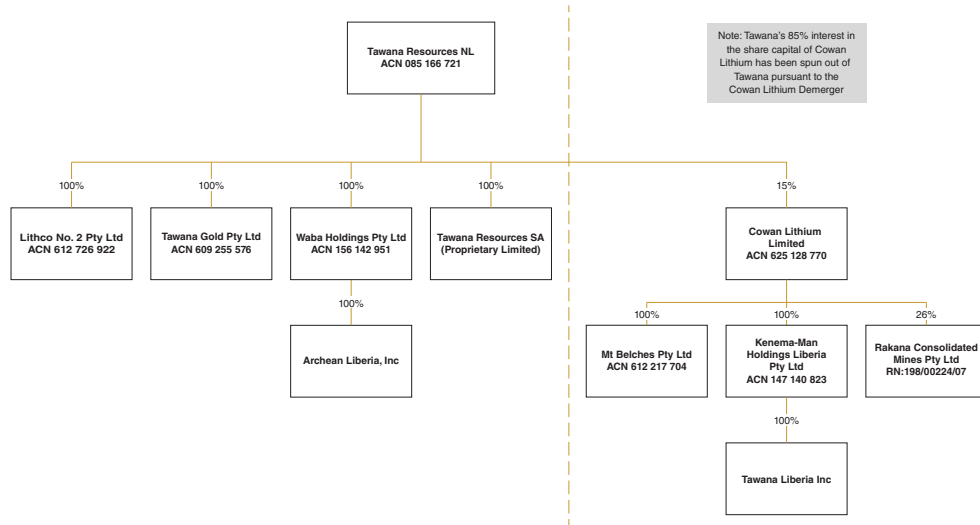 Tawana Resources NL
ACN 085 166 721
Note: Tawana's 85% interest in
the share capital of Cowan
Lithium has been spun out of
Tawana pursuant to the
Cowan Lithium Demerger
100%
100%
100%
100%
15%
Lithco No. 2 Pty Ltd
ACN 612 726 922
Tawana Gold Pty Ltd
ACN 609 255 576
Waba Holdings Pty Ltd
ACN 156 142 951
Tawana Resources SA
(Proprietary Limited)
Cowan Lithium
Limited
ACN 625 128 770
100%
100%
100%
26%
Archean Liberia, Inc
Mt Belches Pty Ltd
ACN 612 217 704
Kenema-Man
Holdings Liberia
Pty Ltd
ACN 147 140 823
Rakana Consolidated
Mines Pty Ltd
RN:198/00224/07
100%
Tawana Liberia Inc